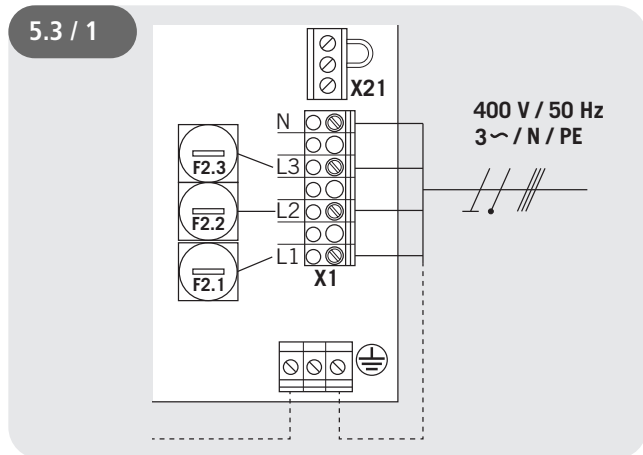 5.3 / 1
X21
400 V / 50 Hz
3～ / N / PE
N
F2.3
L3
F2.2
L2
F2.1
L1
X1